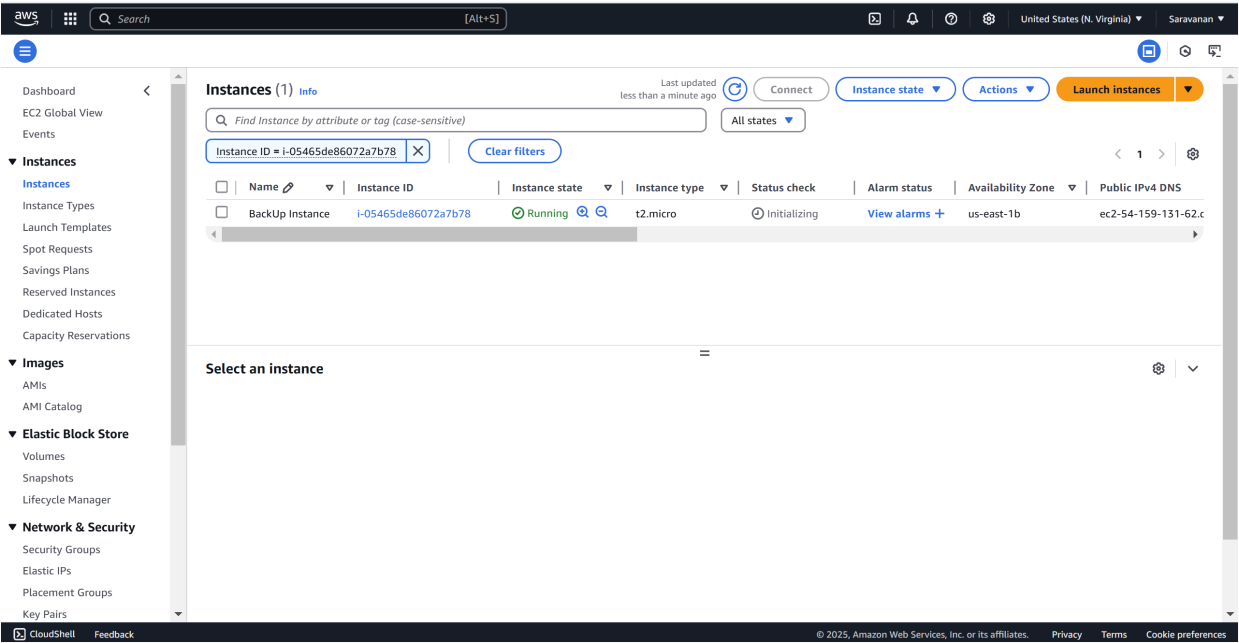 aws
Search [Alt+S]
United States (N. Virginia) Saravanan
Dashboard
EC2 Global View
Events
Instances
Instances
Instance Types
Launch Templates
Spot Requests
Savings Plans
Reserved Instances
Dedicated Hosts
Capacity Reservations
Images
AMIs
AMI Catalog
Elastic Block Store
Volumes
Snapshots
Lifecycle Manager
Network & Security
Security Groups
Elastic IPs
Placement Groups
Key Pairs
Instances (1) Info
Last updated
less than a minute ago
Connect
Instance state
Actions
Launch instances
Find Instance by attribute or tag (case-sensitive)
All states
Instance ID = i-05465de86072a7b78
Clear filters
1
Name Instance ID Instance state Instance type Status check Alarm status Availability Zone Public IPv4 DNS
BackUp Instance i-05465de86072a7b78 Running t2.micro Initializing View alarms + us-east-1b ec2-54-159-131-62.c
Select an instance
CloudShell Feedback © 2025, Amazon Web Services, Inc. or its affiliates. Privacy Terms Cookie preferences